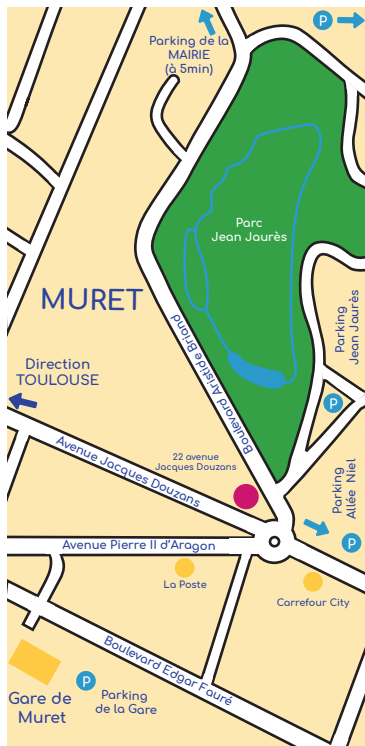 P
Parking de la
MAIRIE
(à 5min)
Parc
Jean Jaurès
MURET
Parking
Jean Jaurès
Boulevard Aristide Briand
Direction
TOULOUSE
P
22 avenue
Jacques Douzans
Avenue Jacques Douzans
Parking
Allée Niel
P
Avenue Pierre II d'Aragon
La Poste
Carrefour City
Boulevard Edgar Fauré
Gare de
Muret
P
Parking
de la Gare